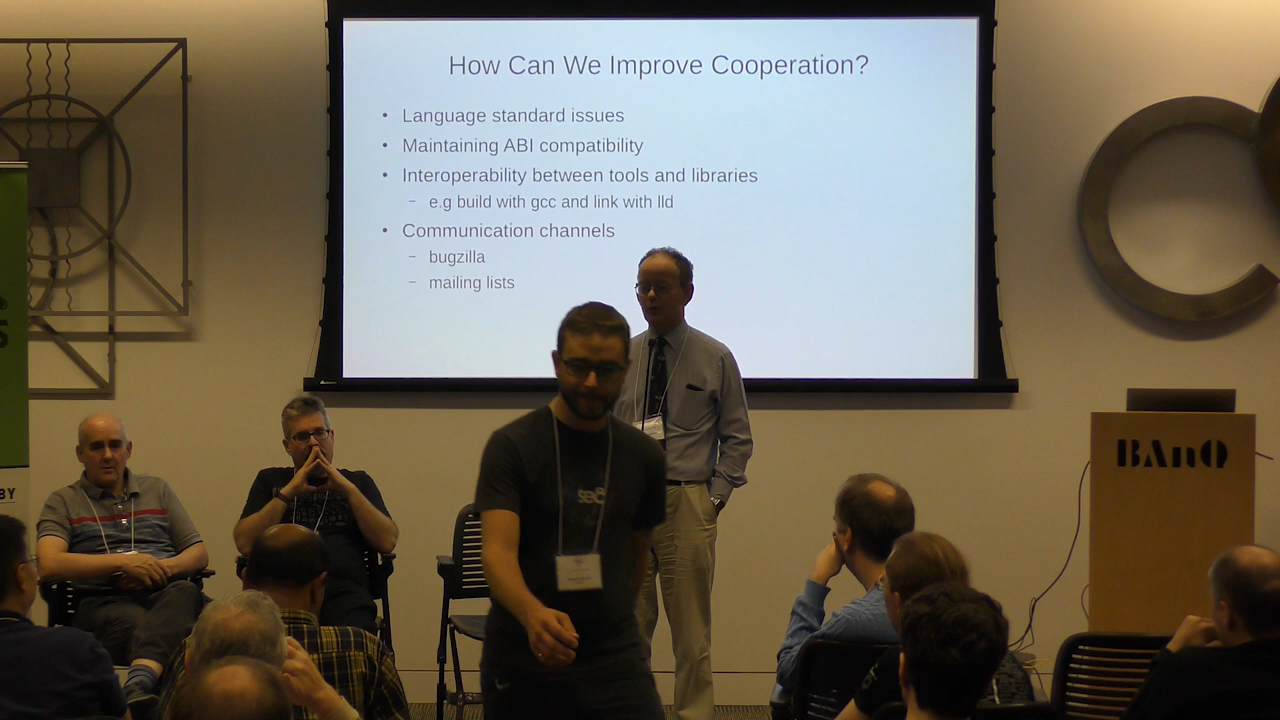 How Can We Improve Cooperation?
• Language standard issues
• Maintaining ABI compatibility
• Interoperability between tools and libraries
– e.g build with gcc and link with lld
• Communication channels
– bugzilla
– mailing lists
S
BY
BAnQ